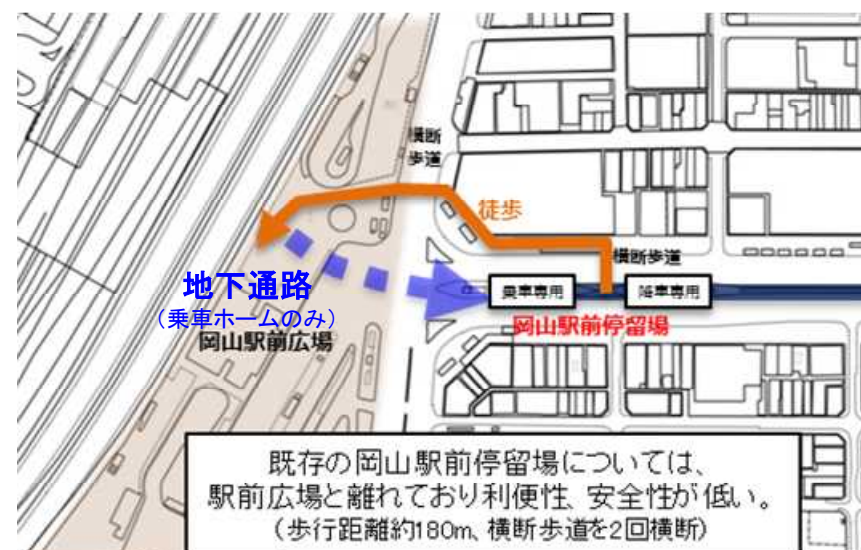 横断
歩道
徒歩
横断歩道
地下通路
（乗車ホームのみ）
乗車専用
降車専用
岡山駅前停留場
岡山駅前広場
既存の岡山駅前停留場については、
駅前広場と離れており利便性、安全性が低い。
（歩行距離約180m、横断歩道を2回横断）